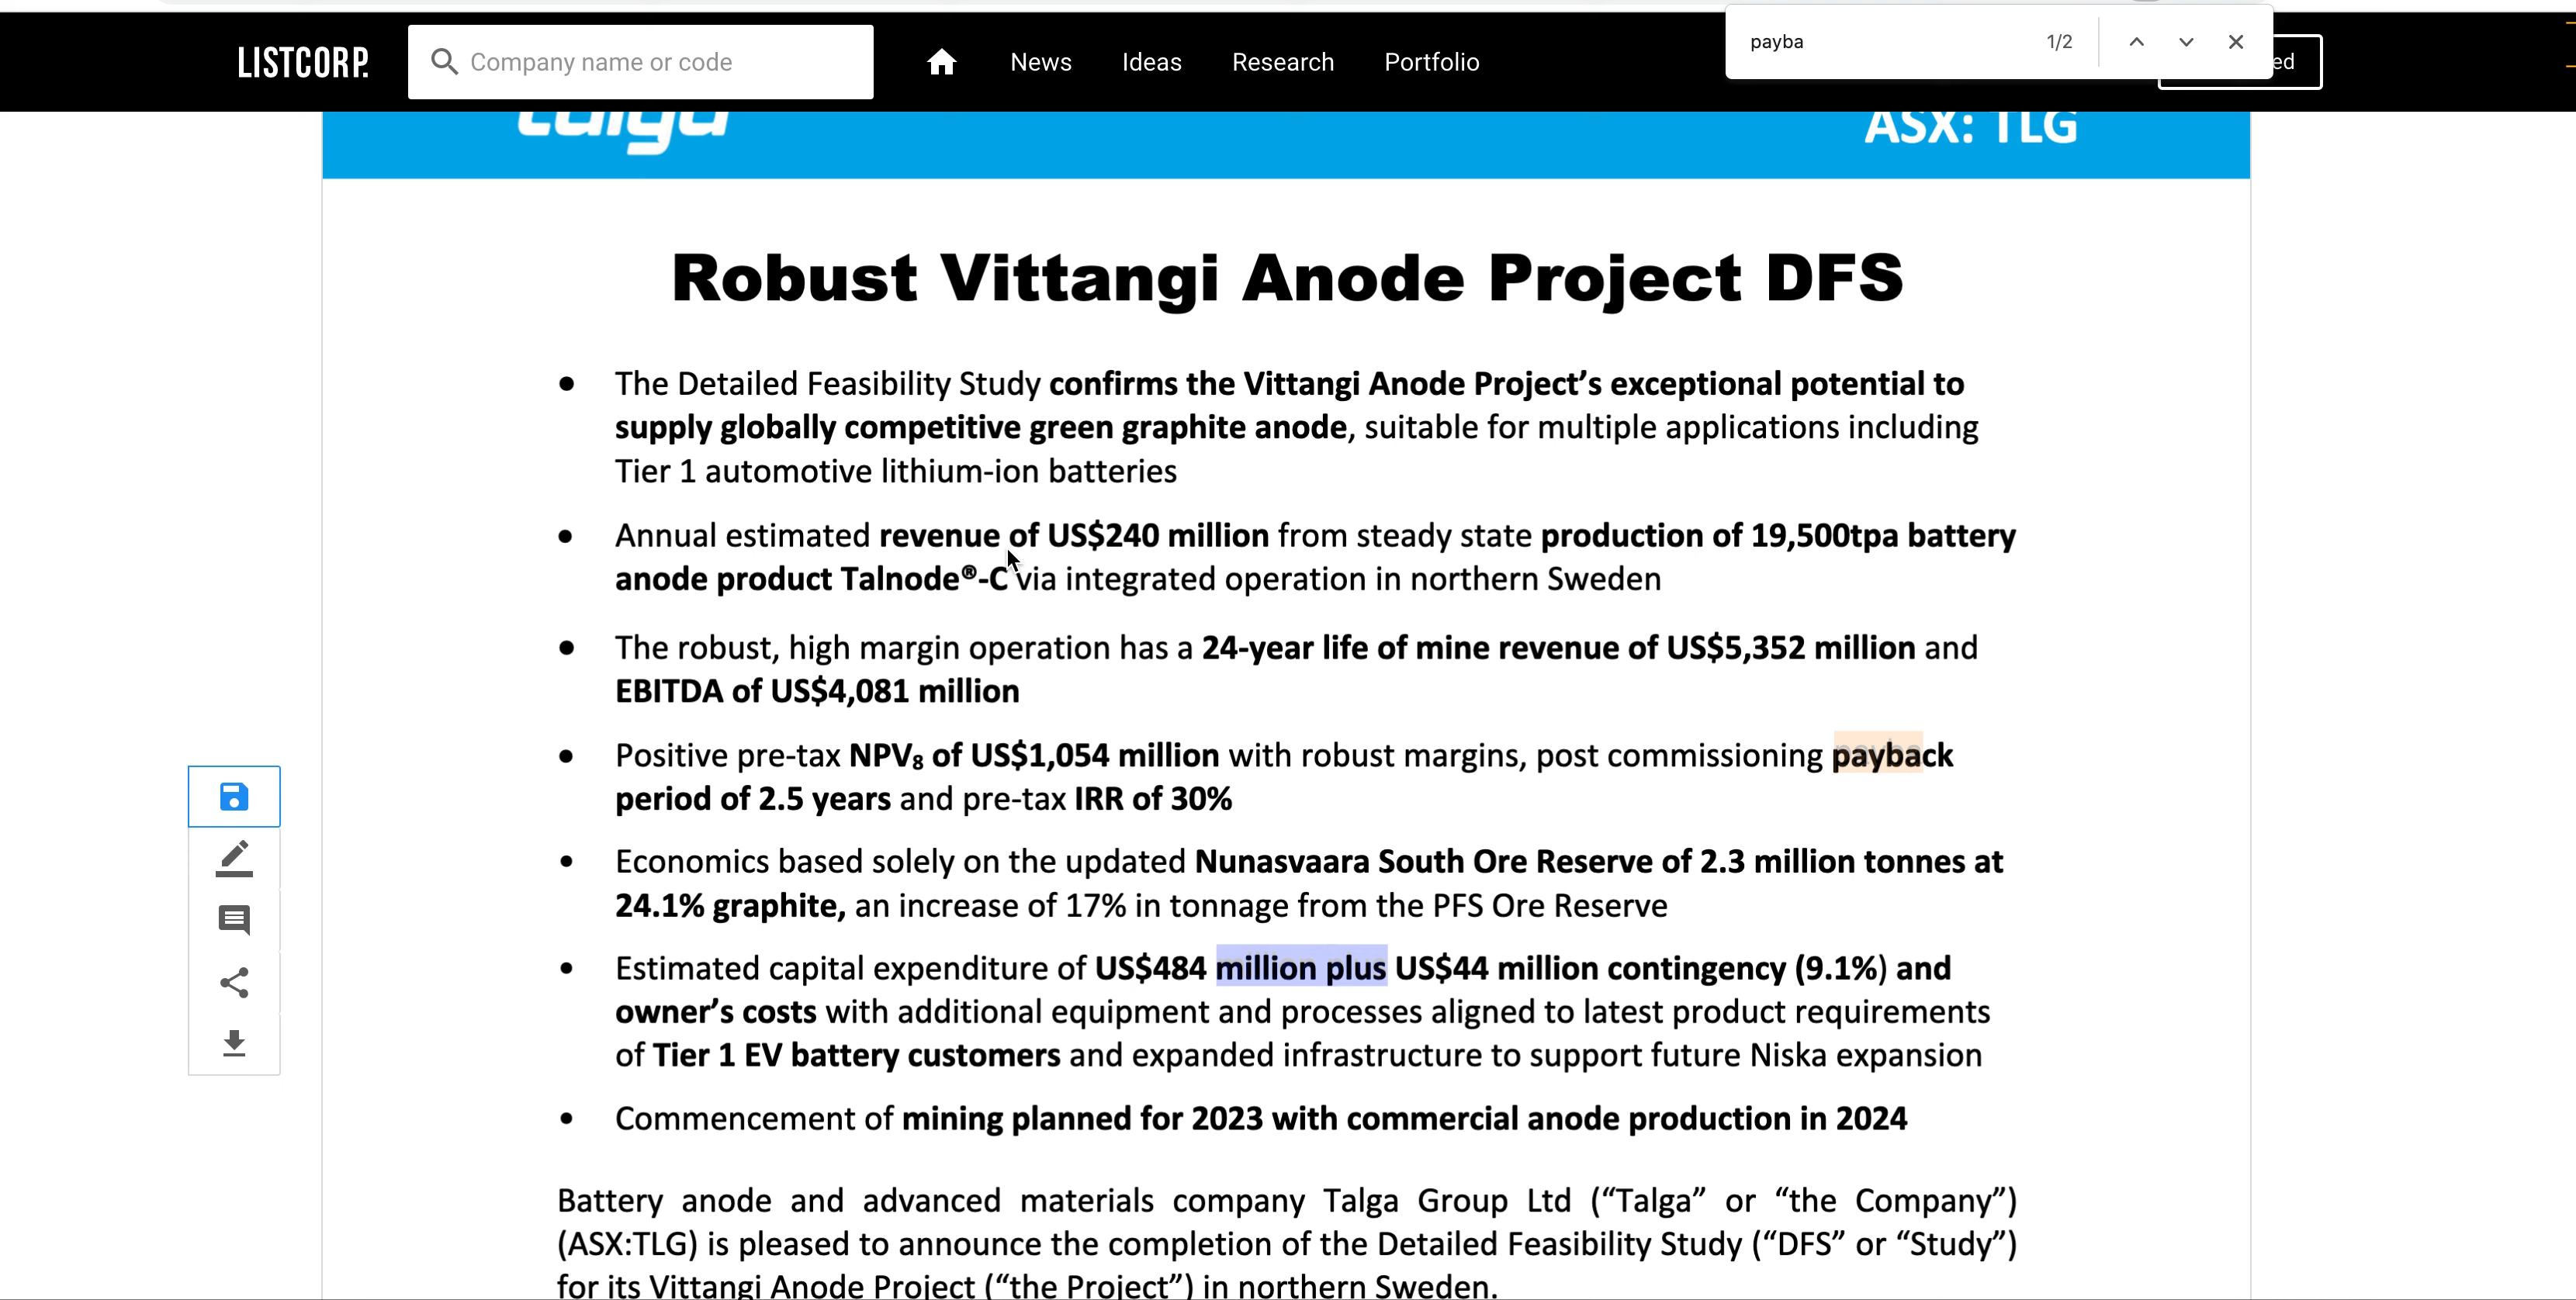 payba
1/2
LISTCORP.
Company name or code
News
Ideas
Research
Portfolio
ed
talga
ASX: TLG
Robust Vittangi Anode Project DFS
• The Detailed Feasibility Study confirms the Vittangi Anode Project’s exceptional potential to
supply globally competitive green graphite anode, suitable for multiple applications including
Tier 1 automotive lithium-ion batteries
• Annual estimated revenue of US$240 million from steady state production of 19,500tpa battery
anode product Talnode®-C via integrated operation in northern Sweden
• The robust, high margin operation has a 24-year life of mine revenue of US$5,352 million and
EBITDA of US$4,081 million
• Positive pre-tax NPV₈ of US$1,054 million with robust margins, post commissioning payback
period of 2.5 years and pre-tax IRR of 30%
• Economics based solely on the updated Nunasvaara South Ore Reserve of 2.3 million tonnes at
24.1% graphite, an increase of 17% in tonnage from the PFS Ore Reserve
• Estimated capital expenditure of US$484 million plus US$44 million contingency (9.1%) and
owner’s costs with additional equipment and processes aligned to latest product requirements
of Tier 1 EV battery customers and expanded infrastructure to support future Niska expansion
• Commencement of mining planned for 2023 with commercial anode production in 2024
Battery anode and advanced materials company Talga Group Ltd (“Talga” or “the Company”)
(ASX:TLG) is pleased to announce the completion of the Detailed Feasibility Study (“DFS” or “Study”)
for its Vittangi Anode Project (“the Project”) in northern Sweden.